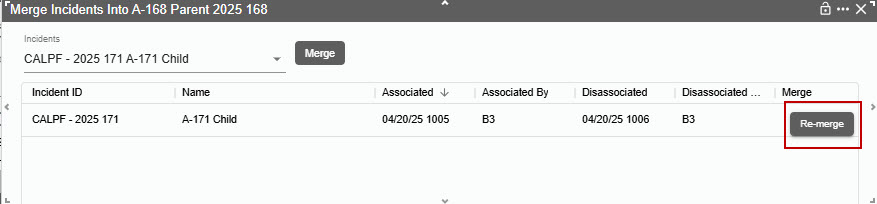 Merge Incidents Into A-168 Parent 2025 168
Incidents
CALPF - 2025 171 A-171 Child
Merge
Incident ID Name Associated Associated By Disassociated Disassociated ... Merge
CALPF - 2025 171 A-171 Child 04/20/25 1005 B3 04/20/25 1006 B3 Re-merge